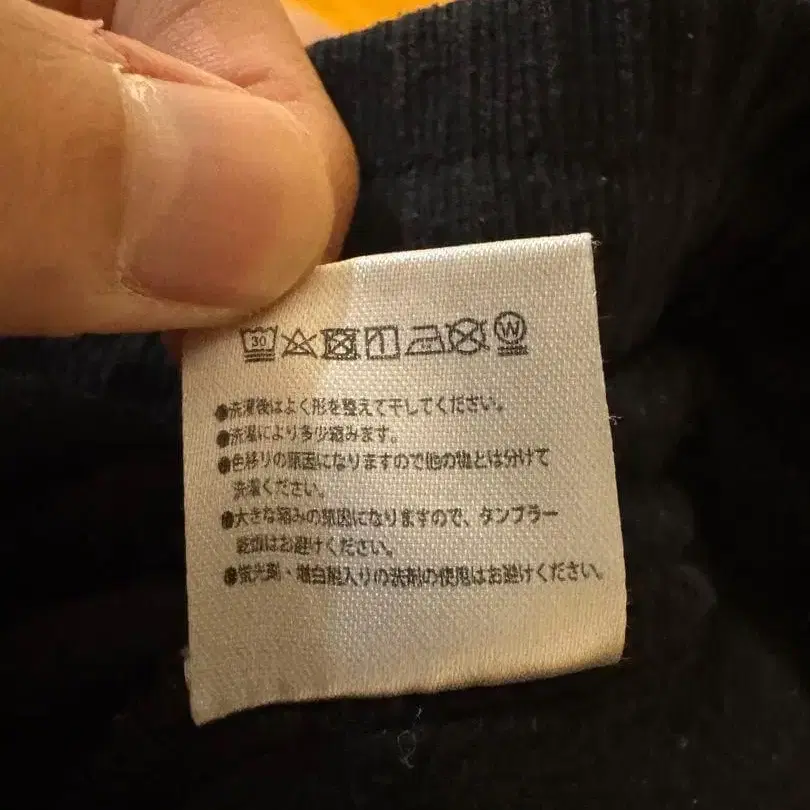 30 W
●洗濯後はよく形を整えて干してください。
●洗濯により多少縮みます。
●色移りの原因になりますので他の物とは分けて
洗濯ください。
●大きな縮みの原因になりますので、タンブラー
乾燥はお避けください。
●蛍光剤・増白剤入りの洗剤の使用はお避けください。